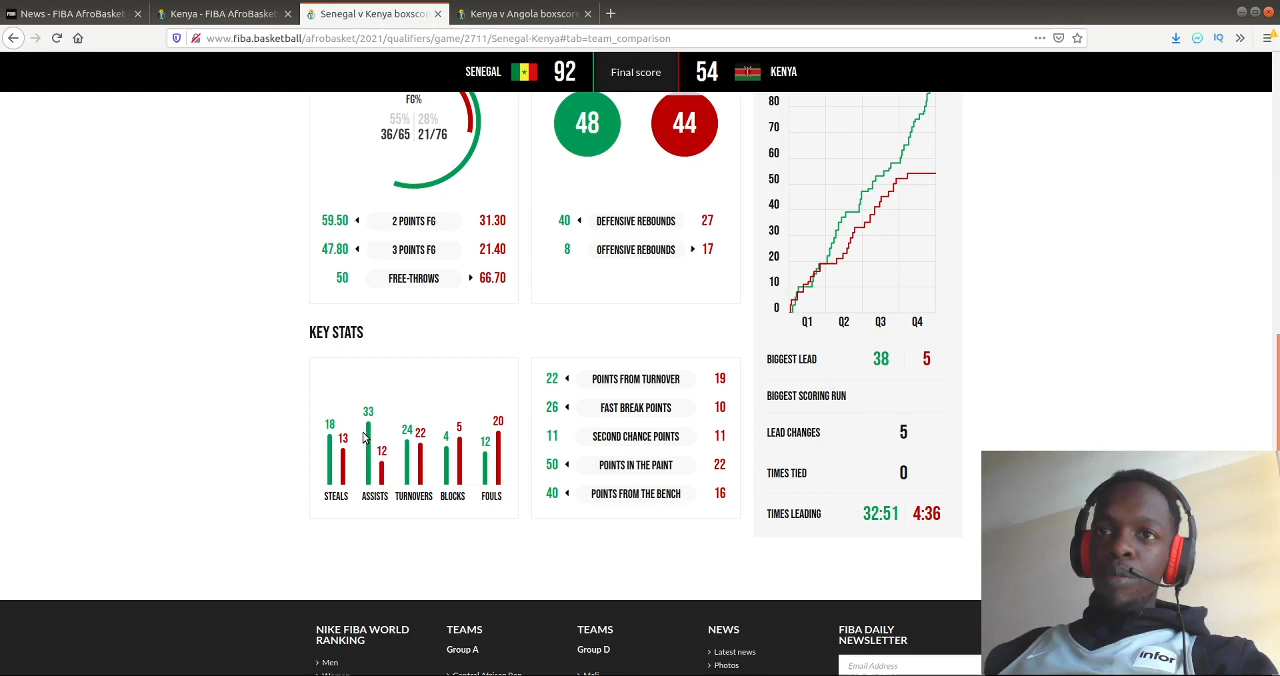 News - FIBA AfroBasket S
Kenya - FIBA AfroBasket
Senegal v Kenya boxscor
Kenya v Angola boxscore
www.fiba.basketball/afrobasket/2021/qualifiers/game/2711/Senegal-Kenya#tab=team_comparison
SENEGAL 92 Final score 54 KENYA
FG%
55% 28%
36/65 21/76
59.50 2 POINTS FG 31.30
47.80 3 POINTS FG 21.40
50 FREE-THROWS 66.70
48 44
40 DEFENSIVE REBOUNDS 27
8 OFFENSIVE REBOUNDS 17
80
70
60
50
40
30
20
10
0
Q1 Q2 Q3 Q4
KEY STATS
18 13 33 12 24 22 4 5 12 20
STEALS ASSISTS TURNOVERS BLOCKS FOULS
22 POINTS FROM TURNOVER 19
26 FAST BREAK POINTS 10
11 SECOND CHANCE POINTS 11
50 POINTS IN THE PAINT 22
40 POINTS FROM THE BENCH 16
BIGGEST LEAD 38 5
BIGGEST SCORING RUN
LEAD CHANGES 5
TIMES TIED 0
TIMES LEADING 32:51 4:36
NIKE FIBA WORLD
RANKING
Men
TEAMS
Group A
TEAMS
Group D
Mali
NEWS
Latest news
Photos
FIBA DAILY
NEWSLETTER
Email Address
infor